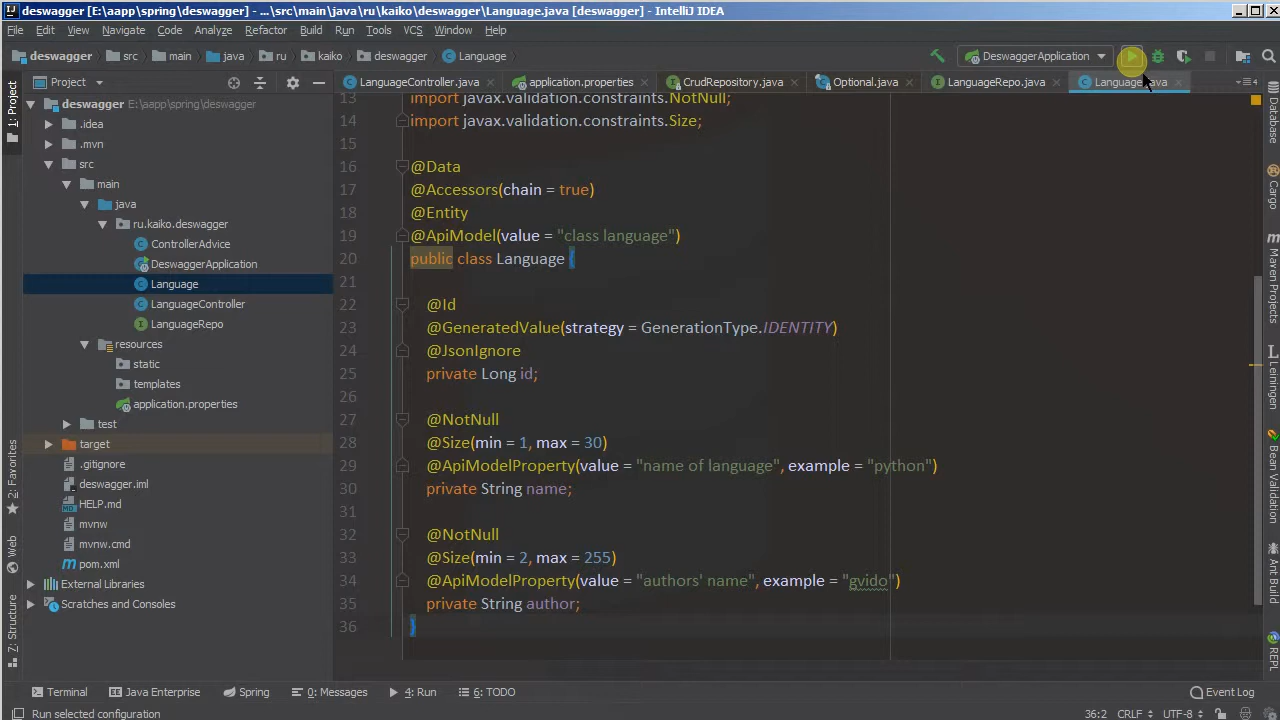 deswagger [E:\aapp\spring\deswagger] - ...\src\main\java\ru\kaiko\deswagger\Language.java [deswagger] - IntelliJ IDEA
File Edit View Navigate Code Analyze Refactor Build Run Tools VCS Window Help
deswagger src main java ru kaiko deswagger Language DeswaggerApplication
Project LanguageController.java application.properties CrudRepository.java Optional.java LanguageRepo.java
deswagger E:\aapp\spring\deswagger
.idea
.mvn
src
main
java
ru.kaiko.deswagger
ControllerAdvice
DeswaggerApplication
Language
LanguageController
LanguageRepo
resources
static
templates
application.properties
test
target
.gitignore
deswagger.iml
HELP.md
mvnw
mvnw.cmd
pom.xml
External Libraries
Scratches and Consoles
1: Project
2: Favorites
Web
Z: Structure
13 import javax.validation.constraints.NotNull;
14 import javax.validation.constraints.Size;
15
16 @Data
17 @Accessors(chain = true)
18 @Entity
19 @ApiModel(value = "class language")
20 public class Language {
21
22 @Id
23 @GeneratedValue(strategy = GenerationType.IDENTITY)
24 @JsonIgnore
25 private Long id;
26
27 @NotNull
28 @Size(min = 1, max = 30)
29 @ApiModelProperty(value = "name of language", example = "python")
30 private String name;
31
32 @NotNull
33 @Size(min = 2, max = 255)
34 @ApiModelProperty(value = "authors' name", example = "gvido")
35 private String author;
36 }
Database
Cargo
Maven Projects
Leiningen
Bean Validation
Ant Build
REPL
Terminal Java Enterprise Spring 0: Messages 4: Run 6: TODO Event Log
Run selected configuration 36:2 CRLF UTF-8